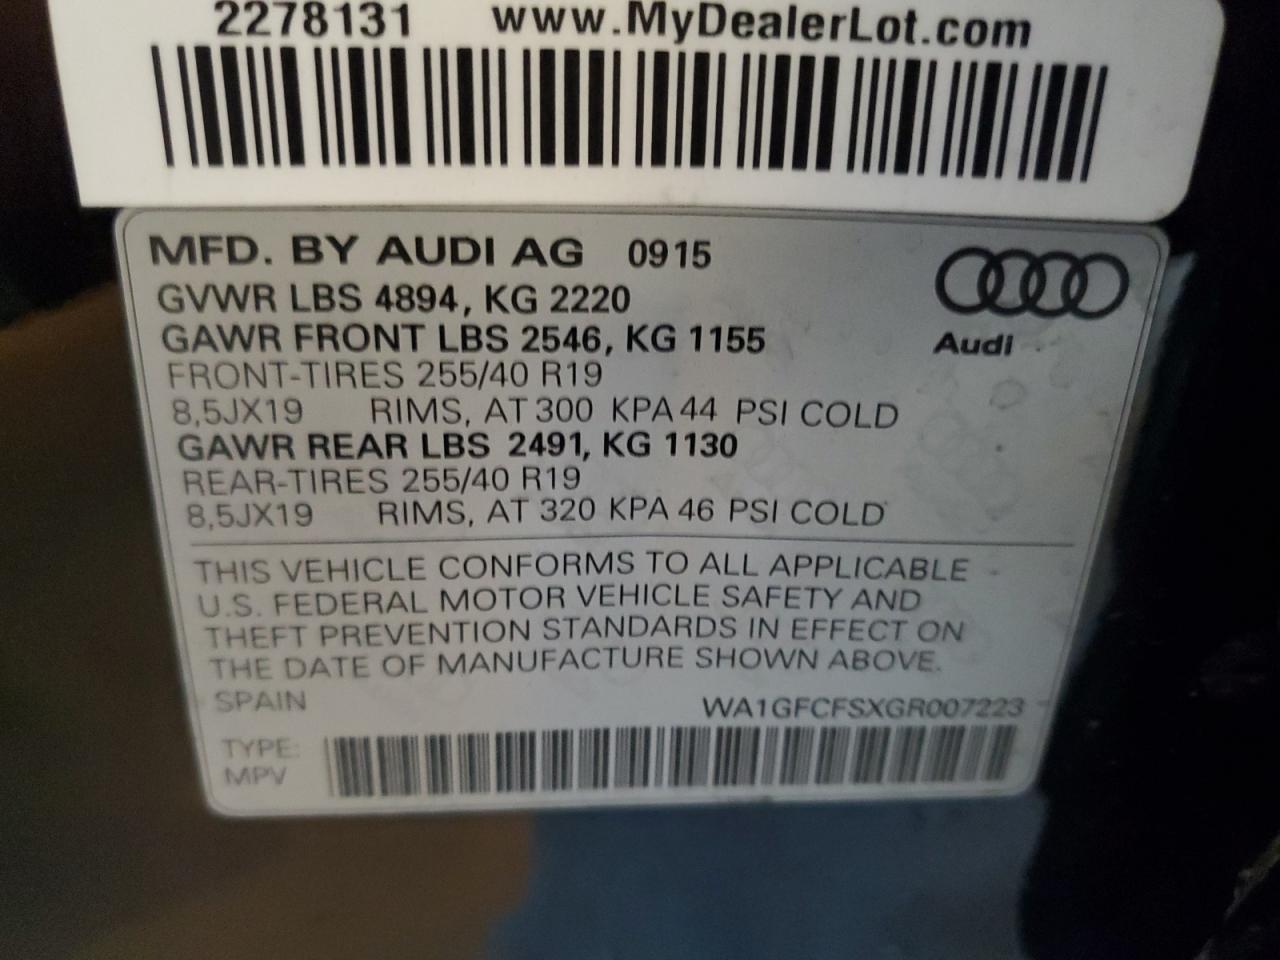 2278131 www.MyDealerLot.com
MFD. BY AUDI AG 0915
GVWR LBS 4894, KG 2220
GAWR FRONT LBS 2546, KG 1155
Audi
FRONT-TIRES 255/40 R19
8,5JX19 RIMS, AT 300 KPA 44 PSI COLD
GAWR REAR LBS 2491, KG 1130
REAR-TIRES 255/40 R19
8,5JX19 RIMS, AT 320 KPA 46 PSI COLD
THIS VEHICLE CONFORMS TO ALL APPLICABLE
U.S. FEDERAL MOTOR VEHICLE SAFETY AND
THEFT PREVENTION STANDARDS IN EFFECT ON
THE DATE OF MANUFACTURE SHOWN ABOVE.
SPAIN WA1GFCFSXGR007223
TYPE:
MPV